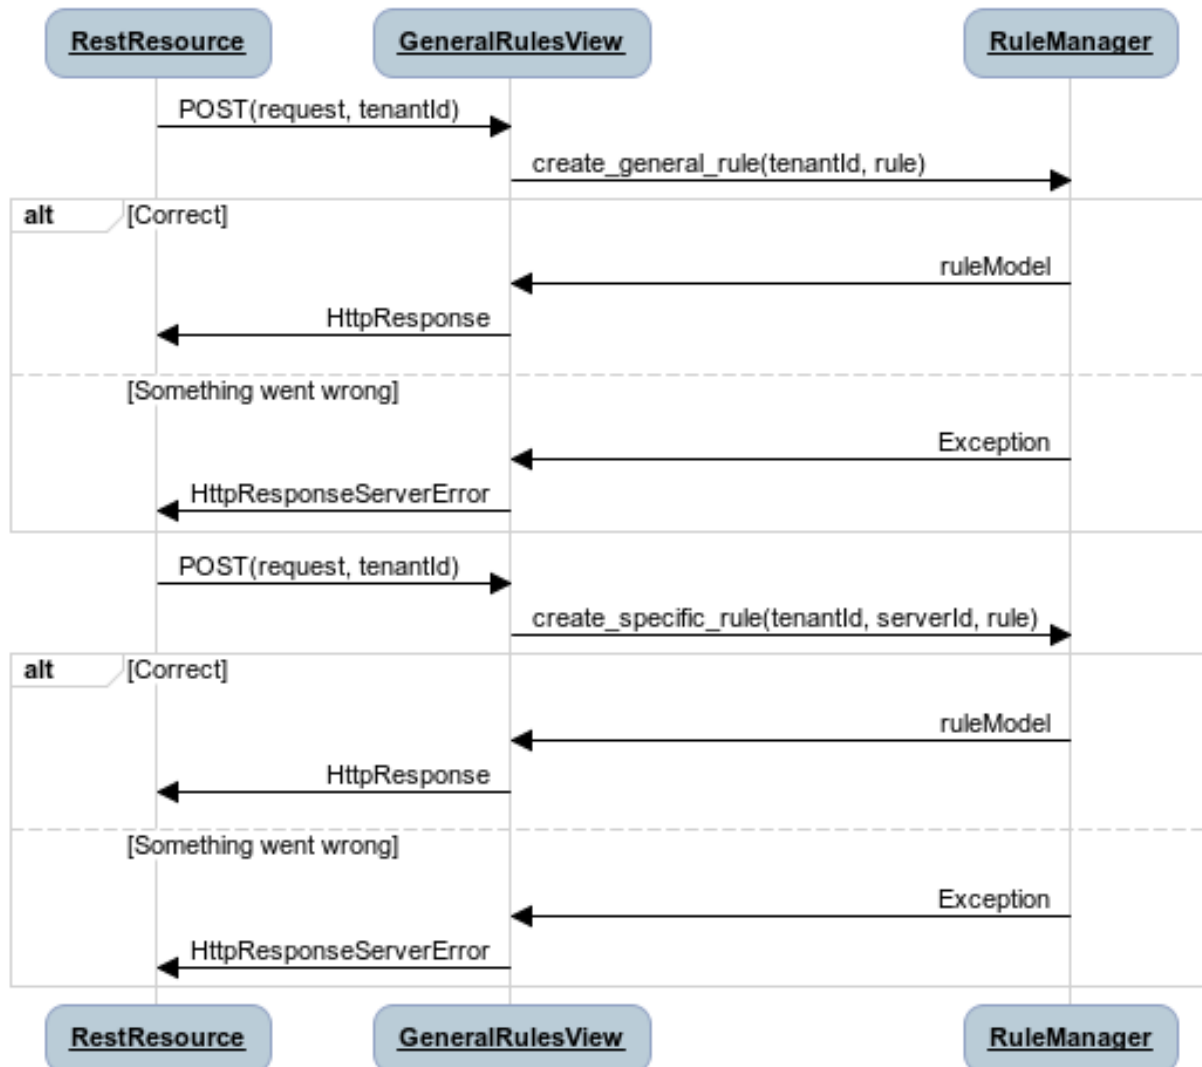 RestResource GeneralRulesView RuleManager
POST(request, tenantId)
create_general_rule(tenantId, rule)
alt [Correct]
ruleModel
HttpResponse
[Something went wrong]
Exception
HttpResponseServerError
POST(request, tenantId)
create_specific_rule(tenantId, serverId, rule)
alt [Correct]
ruleModel
HttpResponse
[Something went wrong]
Exception
HttpResponseServerError
RestResource GeneralRulesView RuleManager